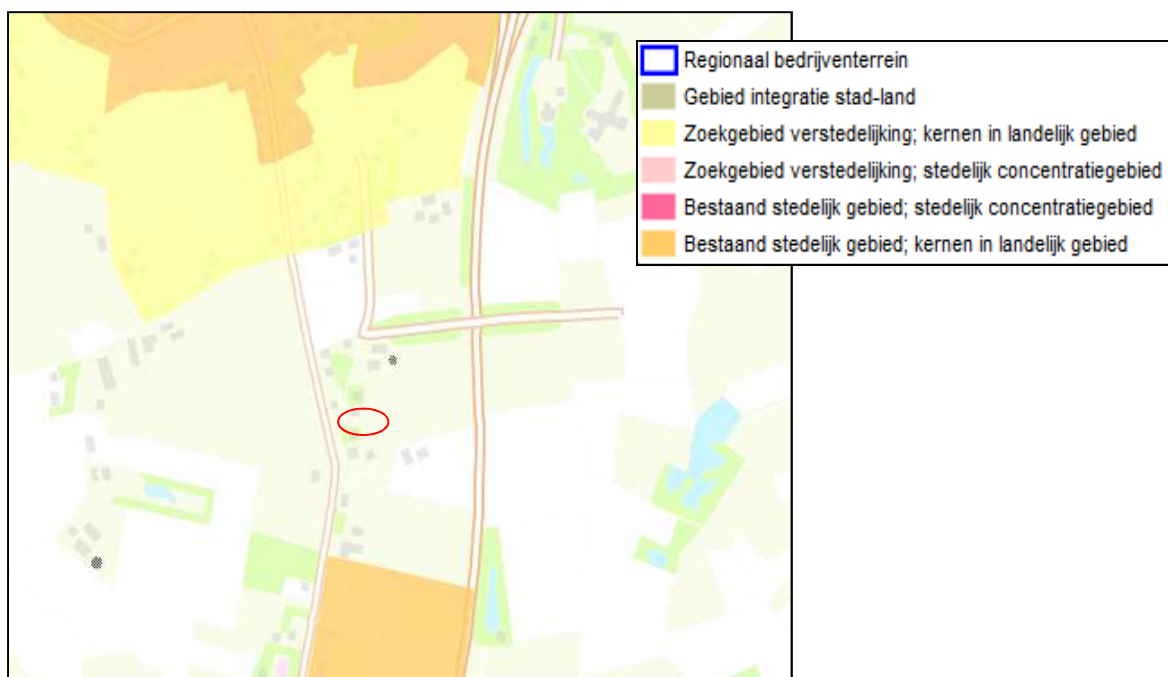 Regionaal bedrijventerrein
Gebied integratie stad-land
Zoekgebied verstedelijking; kernen in landelijk gebied
Zoekgebied verstedelijking; stedelijk concentratiegebied
Bestaand stedelijk gebied; stedelijk concentratiegebied
Bestaand stedelijk gebied; kernen in landelijk gebied